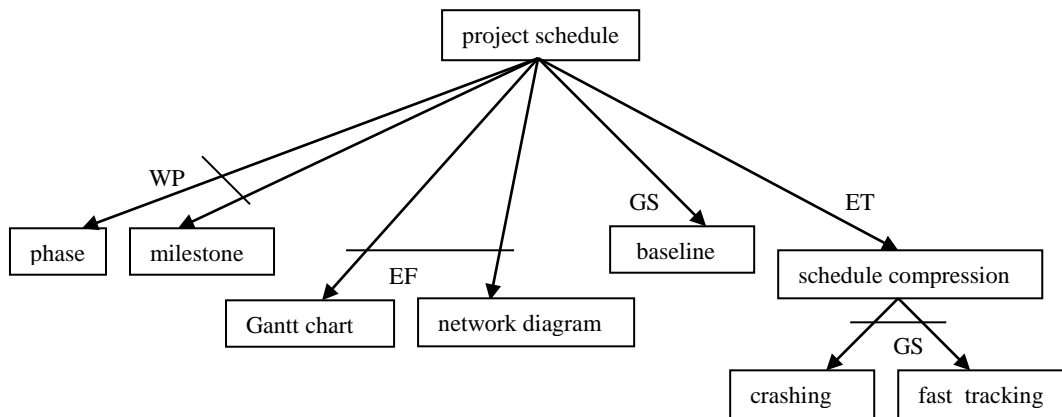 project schedule
WP
GS
ET
phase
milestone
baseline
schedule compression
EF
Gantt chart
network diagram
GS
crashing
fast tracking